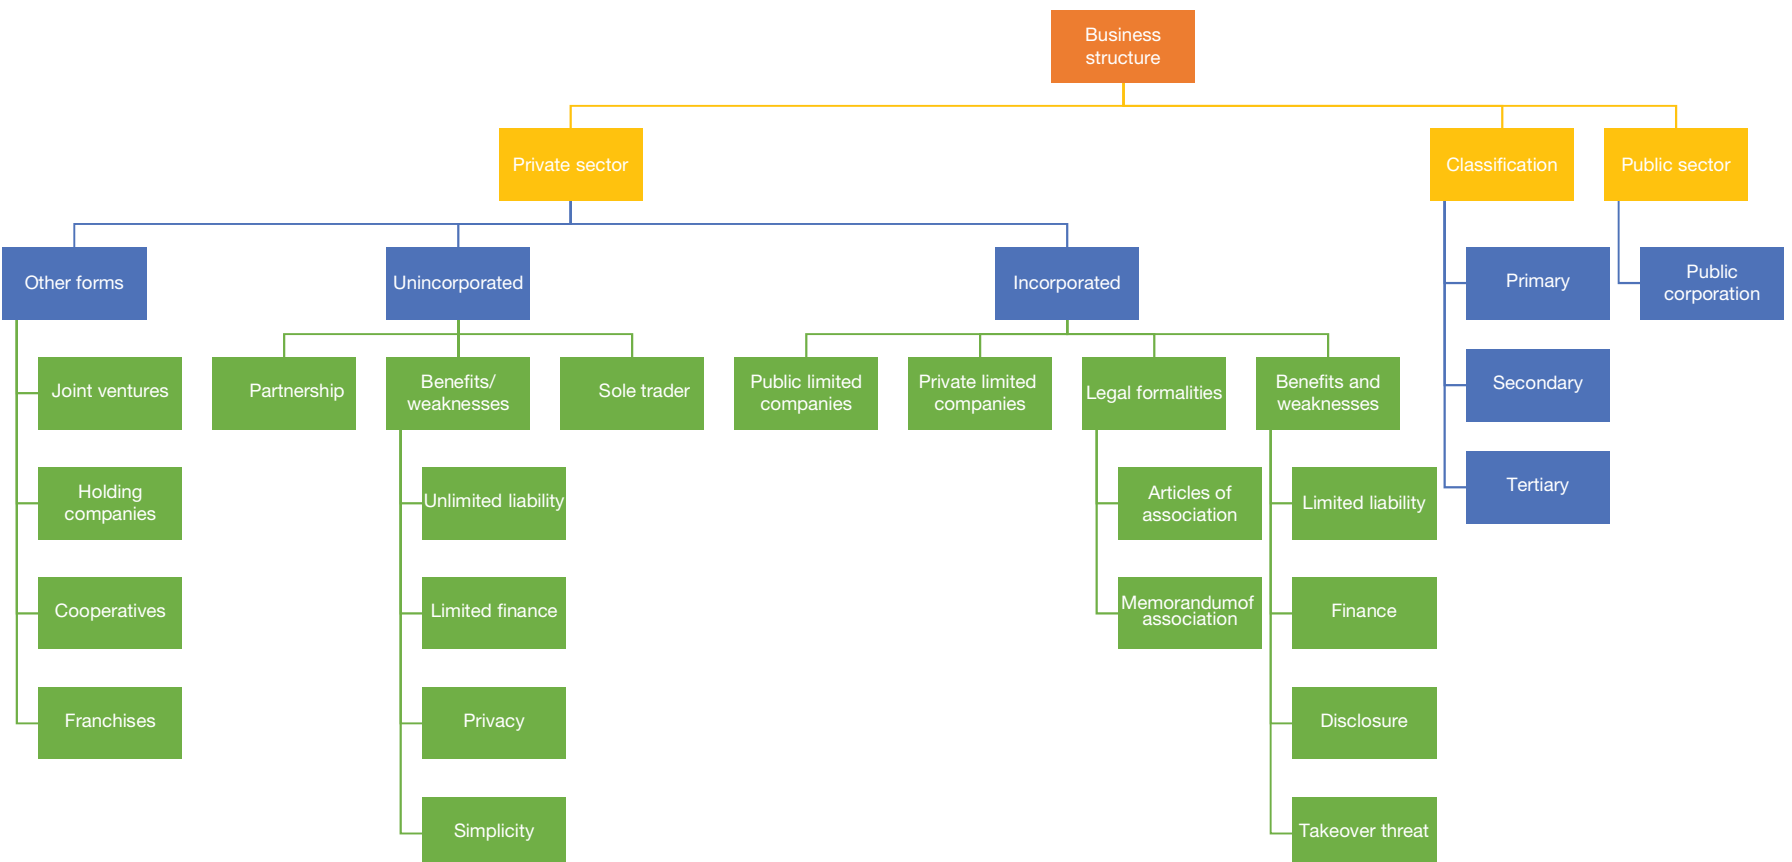 Business
structure
Private sector
Classification
Public sector
Other forms
Unincorporated
Incorporated
Primary
Public
corporation
Joint ventures
Partnership
Benefits/
weaknesses
Sole trader
Public limited
companies
Private limited
companies
Legal formalities
Benefits and
weaknesses
Secondary
Holding
companies
Unlimited liability
Articles of
association
Limited liability
Tertiary
Cooperatives
Limited finance
Memorandumof
association
Finance
Franchises
Privacy
Disclosure
Simplicity
Takeover threat